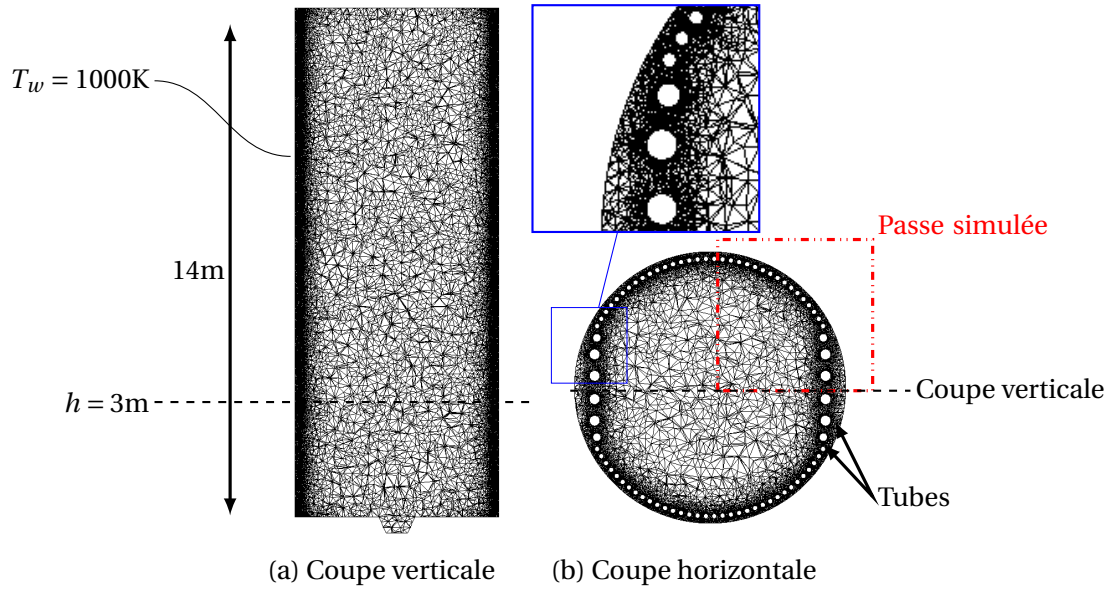 T_w = 1000K
14m
h = 3m
Passe simulée
Coupe verticale
Tubes
(a) Coupe verticale
(b) Coupe horizontale